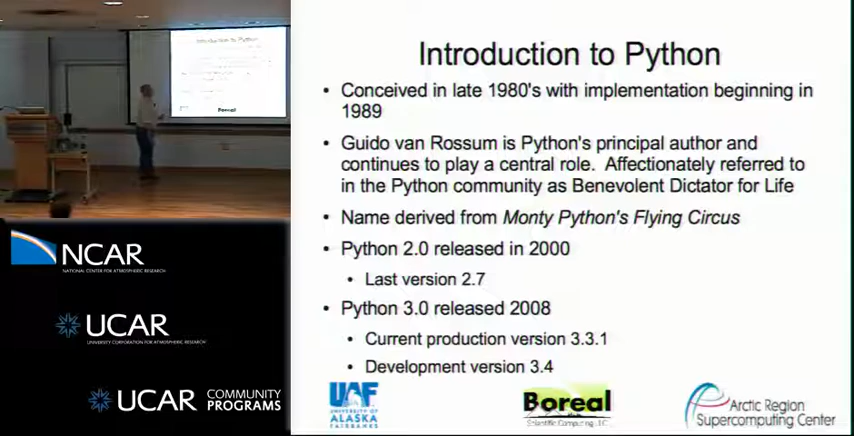 Introduction to Python
• Conceived in late 1980's with implementation beginning in
1989
• Guido van Rossum is Python's principal author and
continues to play a central role. Affectionately referred to
in the Python community as Benevolent Dictator for Life
• Name derived from Monty Python's Flying Circus
• Python 2.0 released in 2000
• Last version 2.7
• Python 3.0 released 2008
• Current production version 3.3.1
• Development version 3.4
UAF
UNIVERSITY OF
ALASKA
FAIRBANKS
Boreal
Scientific Computing LLC
Arctic Region
Supercomputing Center
Introduction to Python
Boreal
NCAR
NATIONAL CENTER FOR ATMOSPHERIC RESEARCH
UCAR
UNIVERSITY CORPORATION FOR ATMOSPHERIC RESEARCH
UCAR COMMUNITY
PROGRAMS